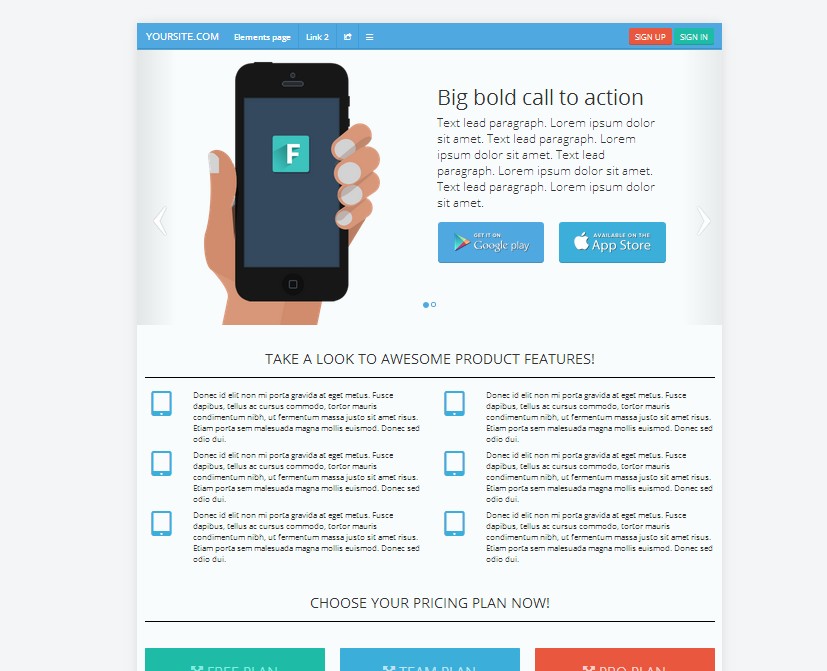 YOURSITE.COM Elements page Link 2 SIGN UP SIGN IN
F
Big bold call to action
Text lead paragraph. Lorem ipsum dolor
sit amet. Text lead paragraph. Lorem
ipsum dolor sit amet. Text lead
paragraph. Lorem ipsum dolor sit amet.
Text lead paragraph. Lorem ipsum dolor
sit amet.
GET IT ON
Google play
AVAILABLE ON THE
App Store
TAKE A LOOK TO AWESOME PRODUCT FEATURES!
Donec id elit non mi porta gravida at eget metus. Fusce
dapibus, tellus ac cursus commodo, tortor mauris
condimentum nibh, ut fermentum massa justo sit amet risus.
Etiam porta sem malesuada magna mollis euismod. Donec sed
odio dui.
Donec id elit non mi porta gravida at eget metus. Fusce
dapibus, tellus ac cursus commodo, tortor mauris
condimentum nibh, ut fermentum massa justo sit amet risus.
Etiam porta sem malesuada magna mollis euismod. Donec sed
odio dui.
Donec id elit non mi porta gravida at eget metus. Fusce
dapibus, tellus ac cursus commodo, tortor mauris
condimentum nibh, ut fermentum massa justo sit amet risus.
Etiam porta sem malesuada magna mollis euismod. Donec sed
odio dui.
Donec id elit non mi porta gravida at eget metus. Fusce
dapibus, tellus ac cursus commodo, tortor mauris
condimentum nibh, ut fermentum massa justo sit amet risus.
Etiam porta sem malesuada magna mollis euismod. Donec sed
odio dui.
Donec id elit non mi porta gravida at eget metus. Fusce
dapibus, tellus ac cursus commodo, tortor mauris
condimentum nibh, ut fermentum massa justo sit amet risus.
Etiam porta sem malesuada magna mollis euismod. Donec sed
odio dui.
Donec id elit non mi porta gravida at eget metus. Fusce
dapibus, tellus ac cursus commodo, tortor mauris
condimentum nibh, ut fermentum massa justo sit amet risus.
Etiam porta sem malesuada magna mollis euismod. Donec sed
odio dui.
CHOOSE YOUR PRICING PLAN NOW!
FREE PLAN
TEAM PLAN
PRO PLAN